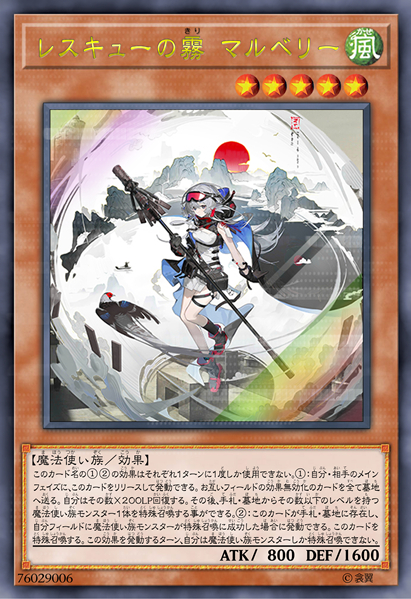 レスキューの霧 マルベリー
きり
風
かぜ
【魔法使い族/効果】
このカード名の①②の効果はそれぞれ1ターンに1度しか使用できない。①:自分・相手のメイン
フェイズに、このカードをリリースして発動できる。お互いフィールドの効果無効化のカードを全て墓地
へ送る。自分はその数×200LP回復する。その後、手札・墓地からその数以下のレベルを持つ
魔法使い族モンスター1体を特殊召喚する事ができる。②:このカードが手札・墓地に存在し、
自分フィールドに魔法使い族モンスターが特殊召喚に成功した場合に発動できる。このカードを
特殊召喚する。この効果を発動するターン、自分は魔法使い族モンスターしか特殊召喚できない。
ATK/ 800 DEF/1600
76029006
©袞翼